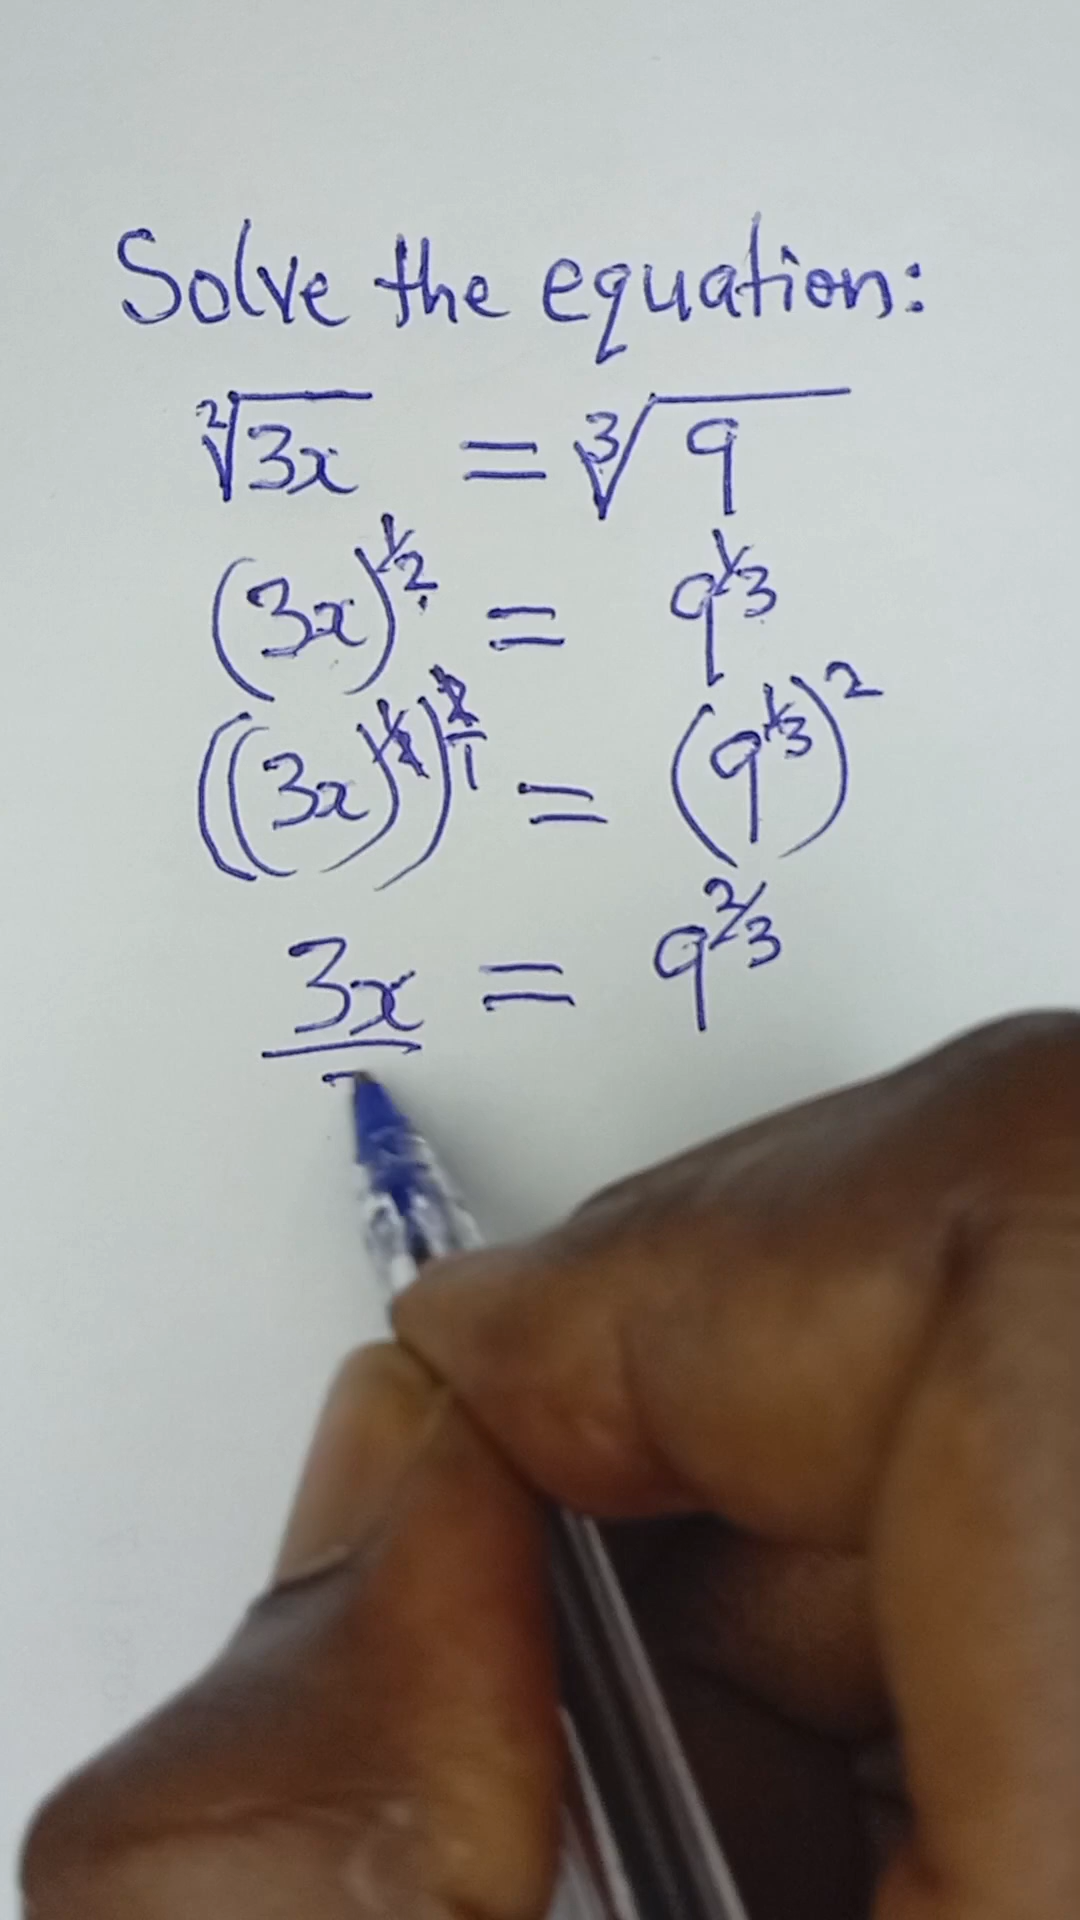 Solve the equation:
²√3x = ³√9
(3x)^1/2 = 9^1/3
((3x)^1/2)^2/1 = (9^1/3)^2
3x = 9^2/3